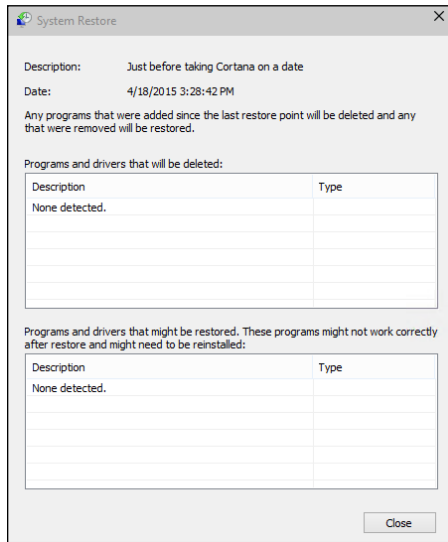 System Restore
Description: Just before taking Cortana on a date
Date: 4/18/2015 3:28:42 PM
Any programs that were added since the last restore point will be deleted and any
that were removed will be restored.
Programs and drivers that will be deleted:
Description Type
None detected.
Programs and drivers that might be restored. These programs might not work correctly
after restore and might need to be reinstalled:
Description Type
None detected.
Close